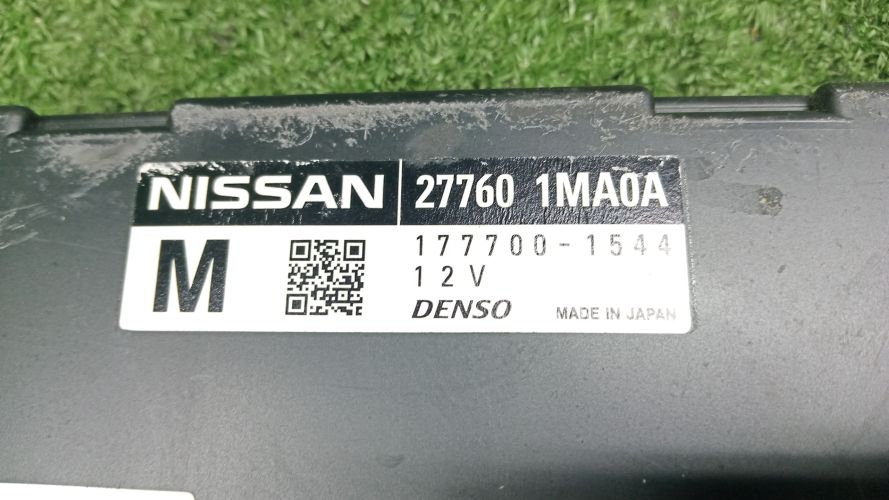 NISSAN 27760 1MA0A
M 177700-1544
12V
DENSO MADE IN JAPAN